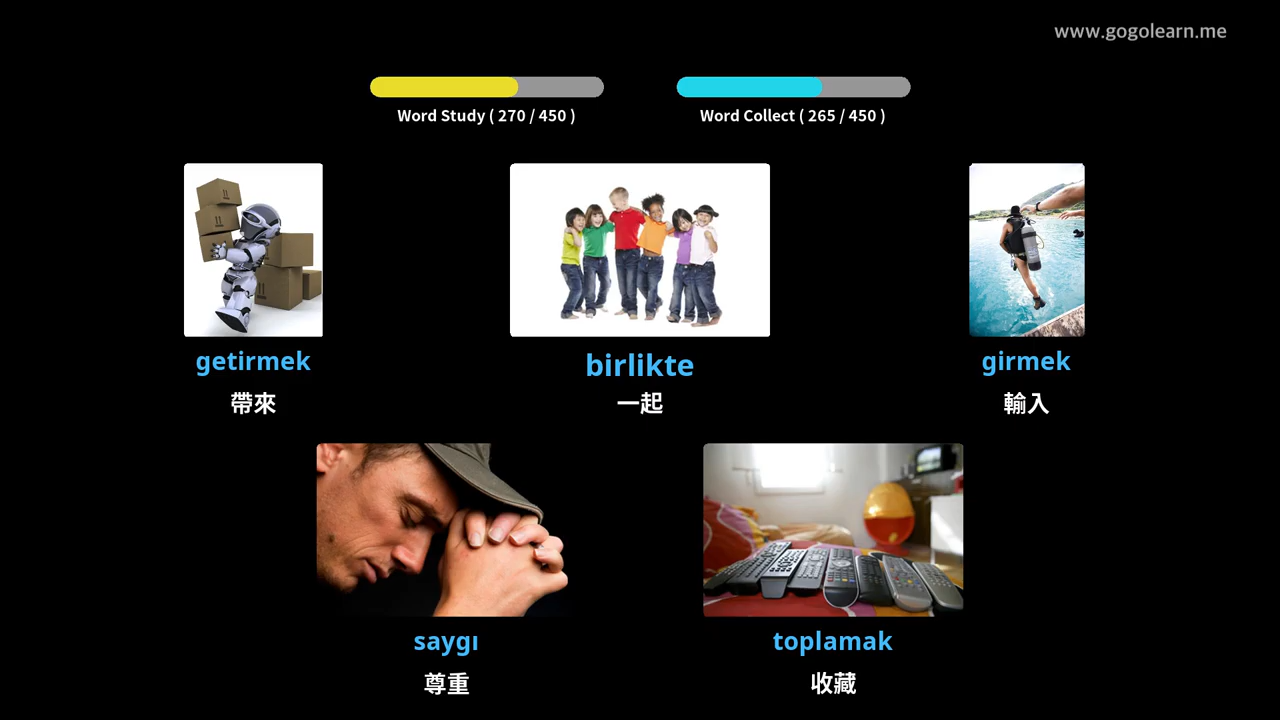 www.gogolearn.me
Word Study ( 270 / 450 )
Word Collect ( 265 / 450 )
getirmek
帶來
birlikte
一起
girmek
輸入
saygı
尊重
toplamak
收藏